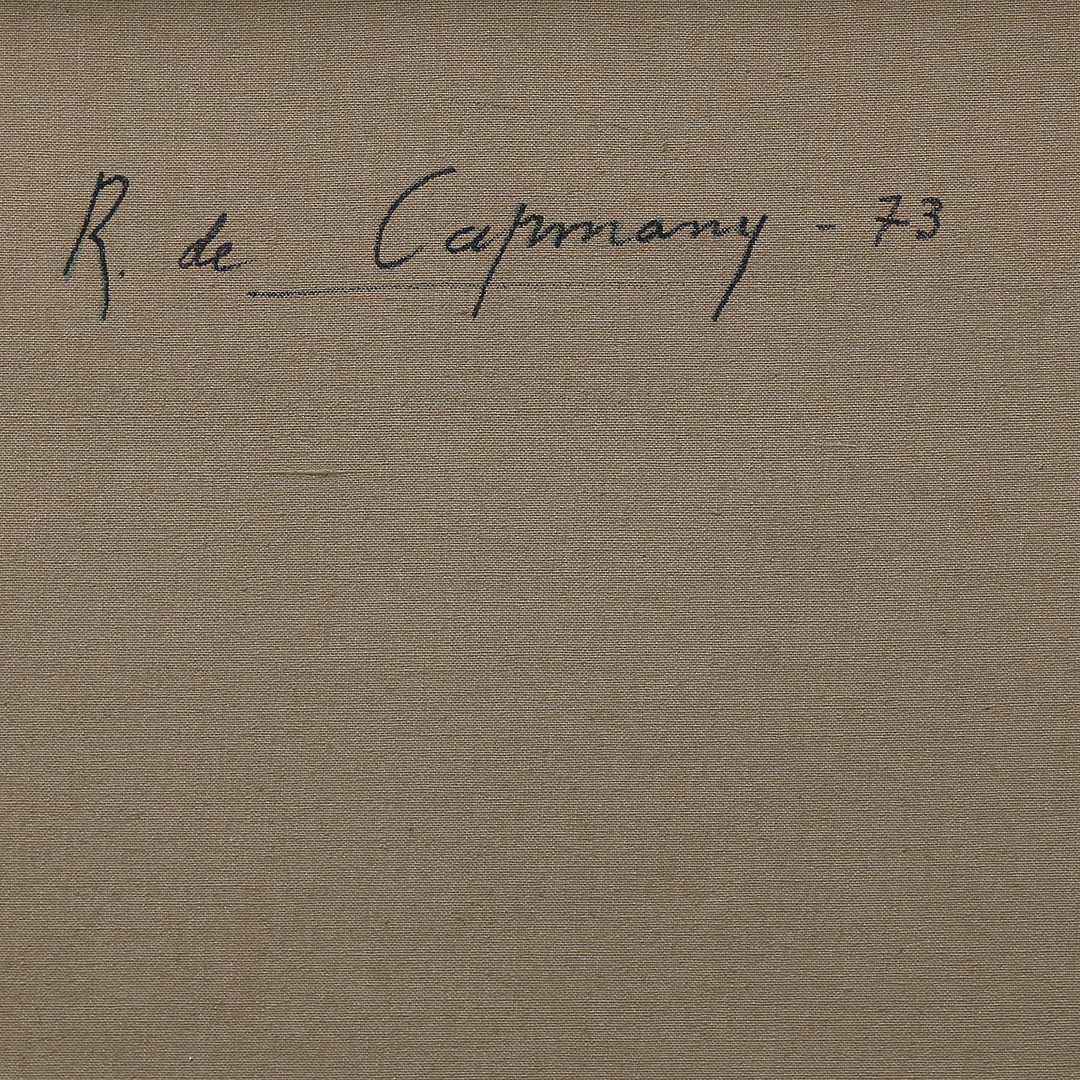 R. de Capmany - 73